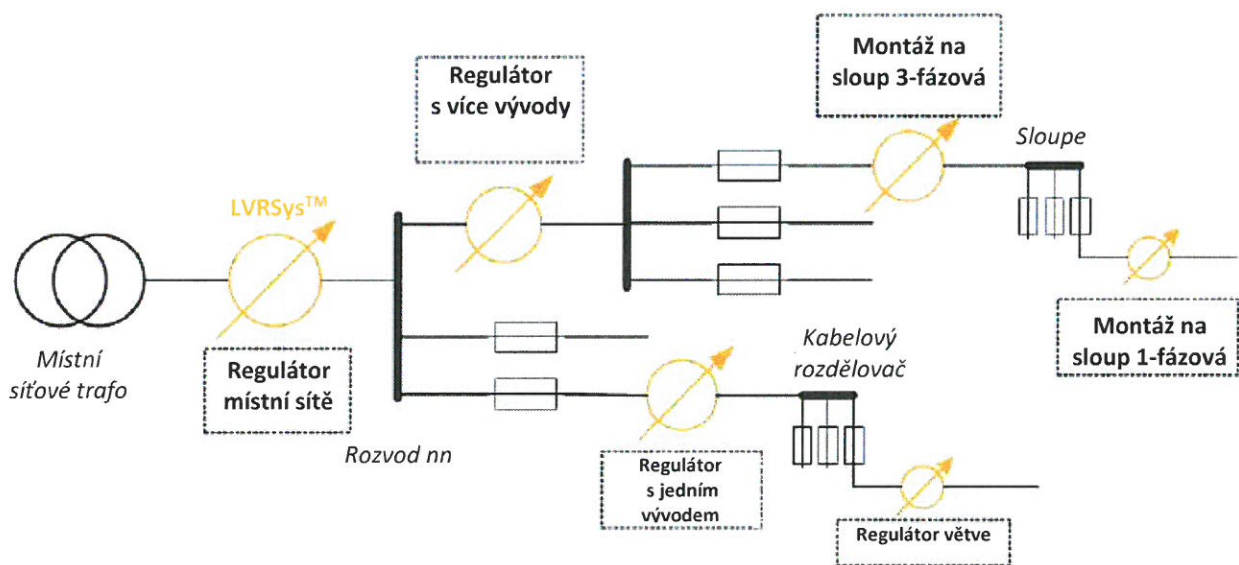 Montáž na
sloup 3-fázová
Regulátor
s více vývody
Sloupe
LVRSys™
Místní
síťové trafo
Regulátor
místní sítě
Rozvod nn
Kabelový
rozdělovač
Montáž na
sloup 1-fázová
Regulátor
s jedním
vývodem
Regulátor větve